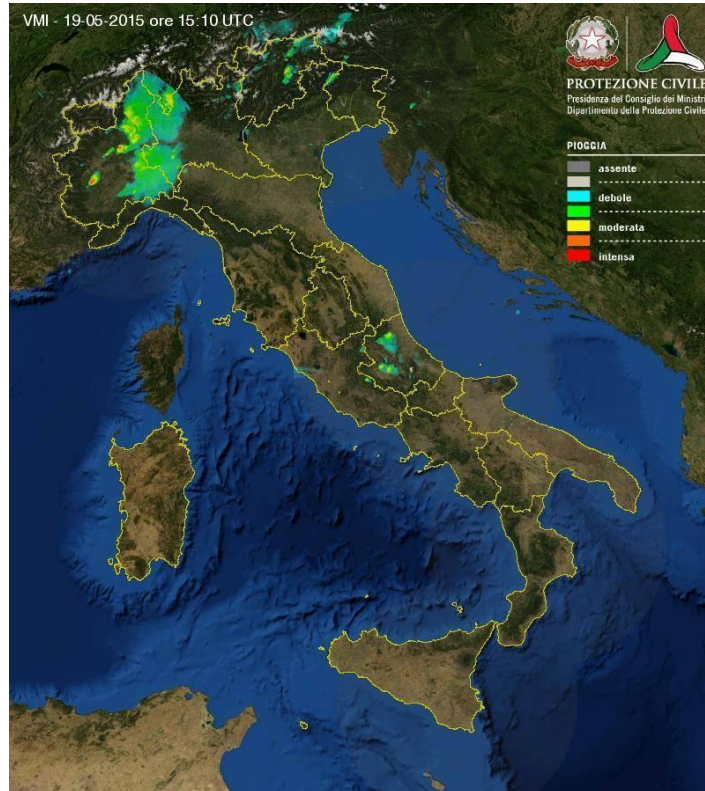 VMI - 19-05-2015 ore 15:10 UTC
PROTEZIONE CIVILE
Presidenza del Consiglio dei Ministri
Dipartimento della Protezione Civile
PIOGGIA
assente
debole
moderata
intensa